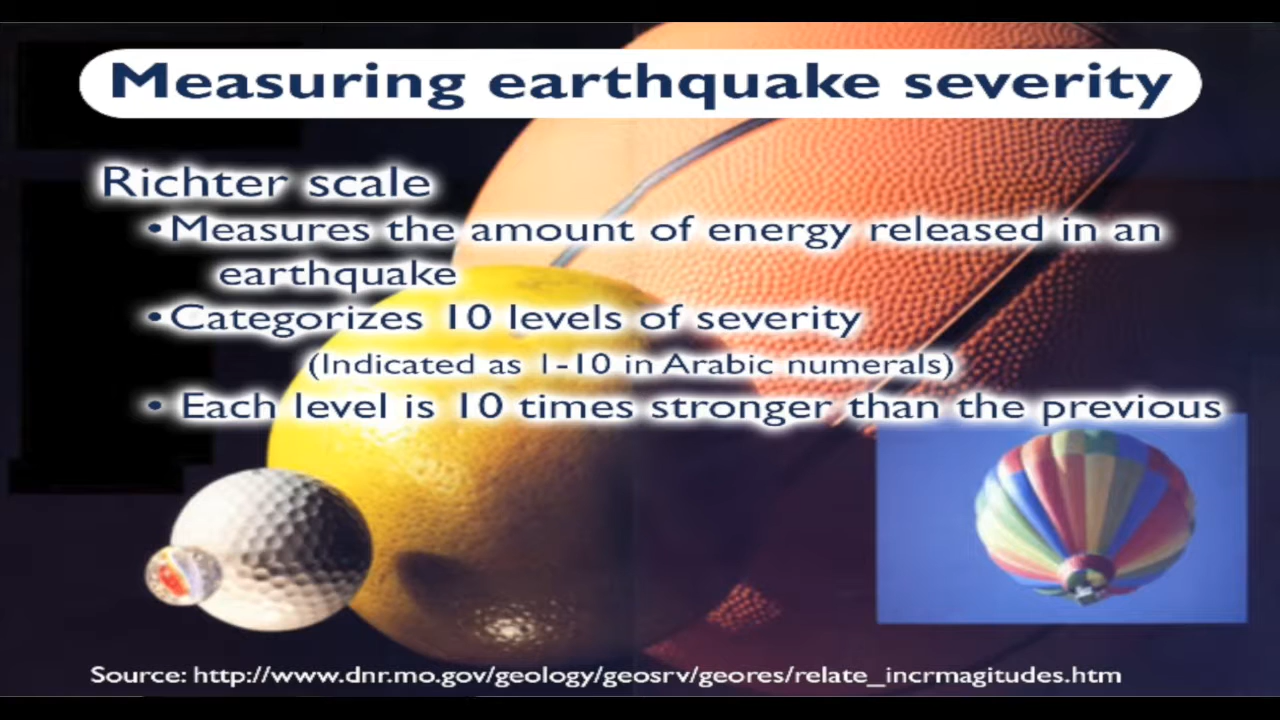 Measuring earthquake severity
Richter scale
•Measures the amount of energy released in an
earthquake
•Categorizes 10 levels of severity
(Indicated as 1-10 in Arabic numerals)
• Each level is 10 times stronger than the previous
Source: http://www.dnr.mo.gov/geology/geosrv/geores/relate_incrmagitudes.htm